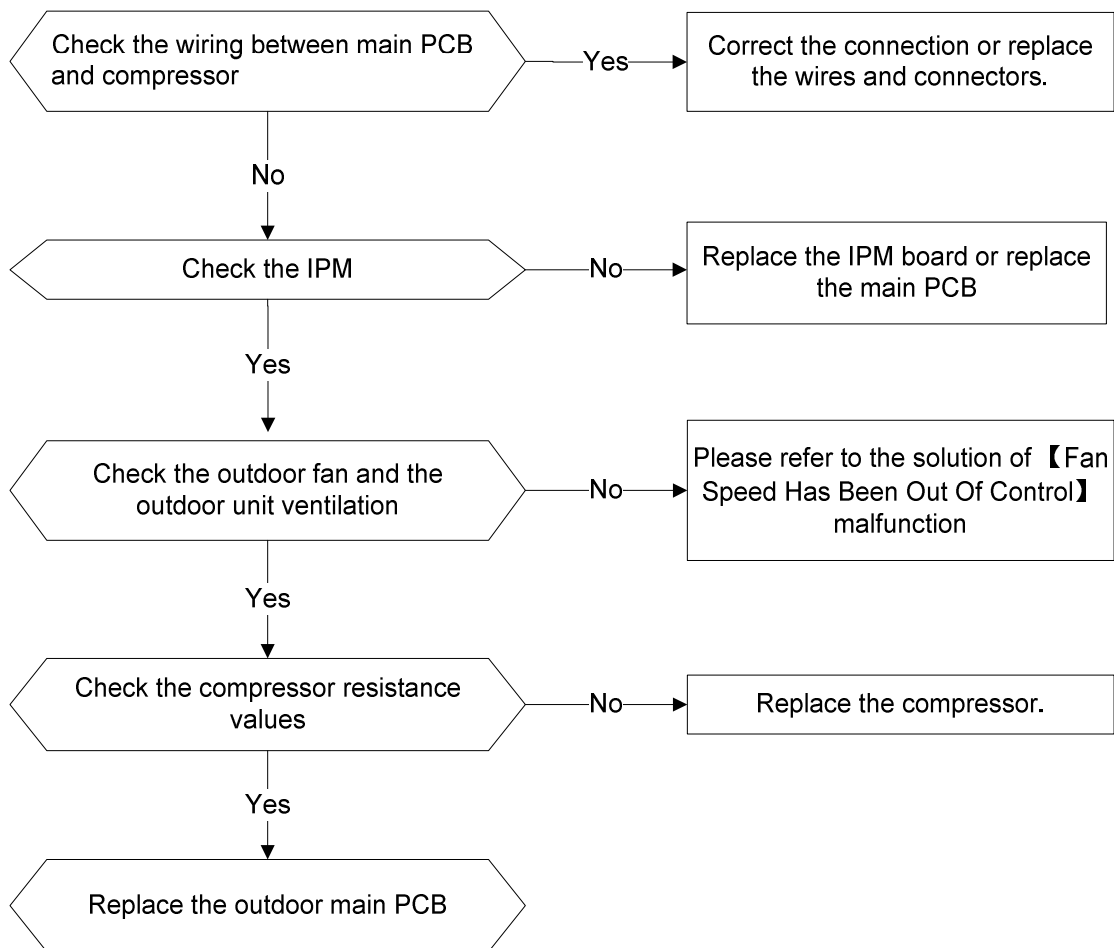 Check the wiring between main PCB
and compressor
Yes
Correct the connection or replace
the wires and connectors.
No
Check the IPM
No
Replace the IPM board or replace
the main PCB
Yes
Check the outdoor fan and the
outdoor unit ventilation
No
Please refer to the solution of【Fan
Speed Has Been Out Of Control】
malfunction
Yes
Check the compressor resistance
values
No
Replace the compressor.
Yes
Replace the outdoor main PCB